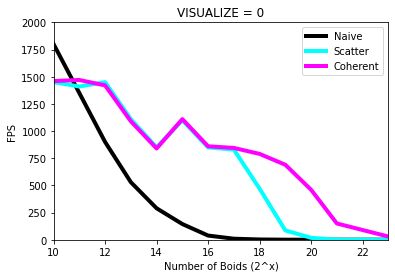 VISUALIZE = 0
2000
1750
1500
1250
1000
750
500
250
0
FPS
Naive
Scatter
Coherent
10 12 14 16 18 20 22
Number of Boids (2^x)